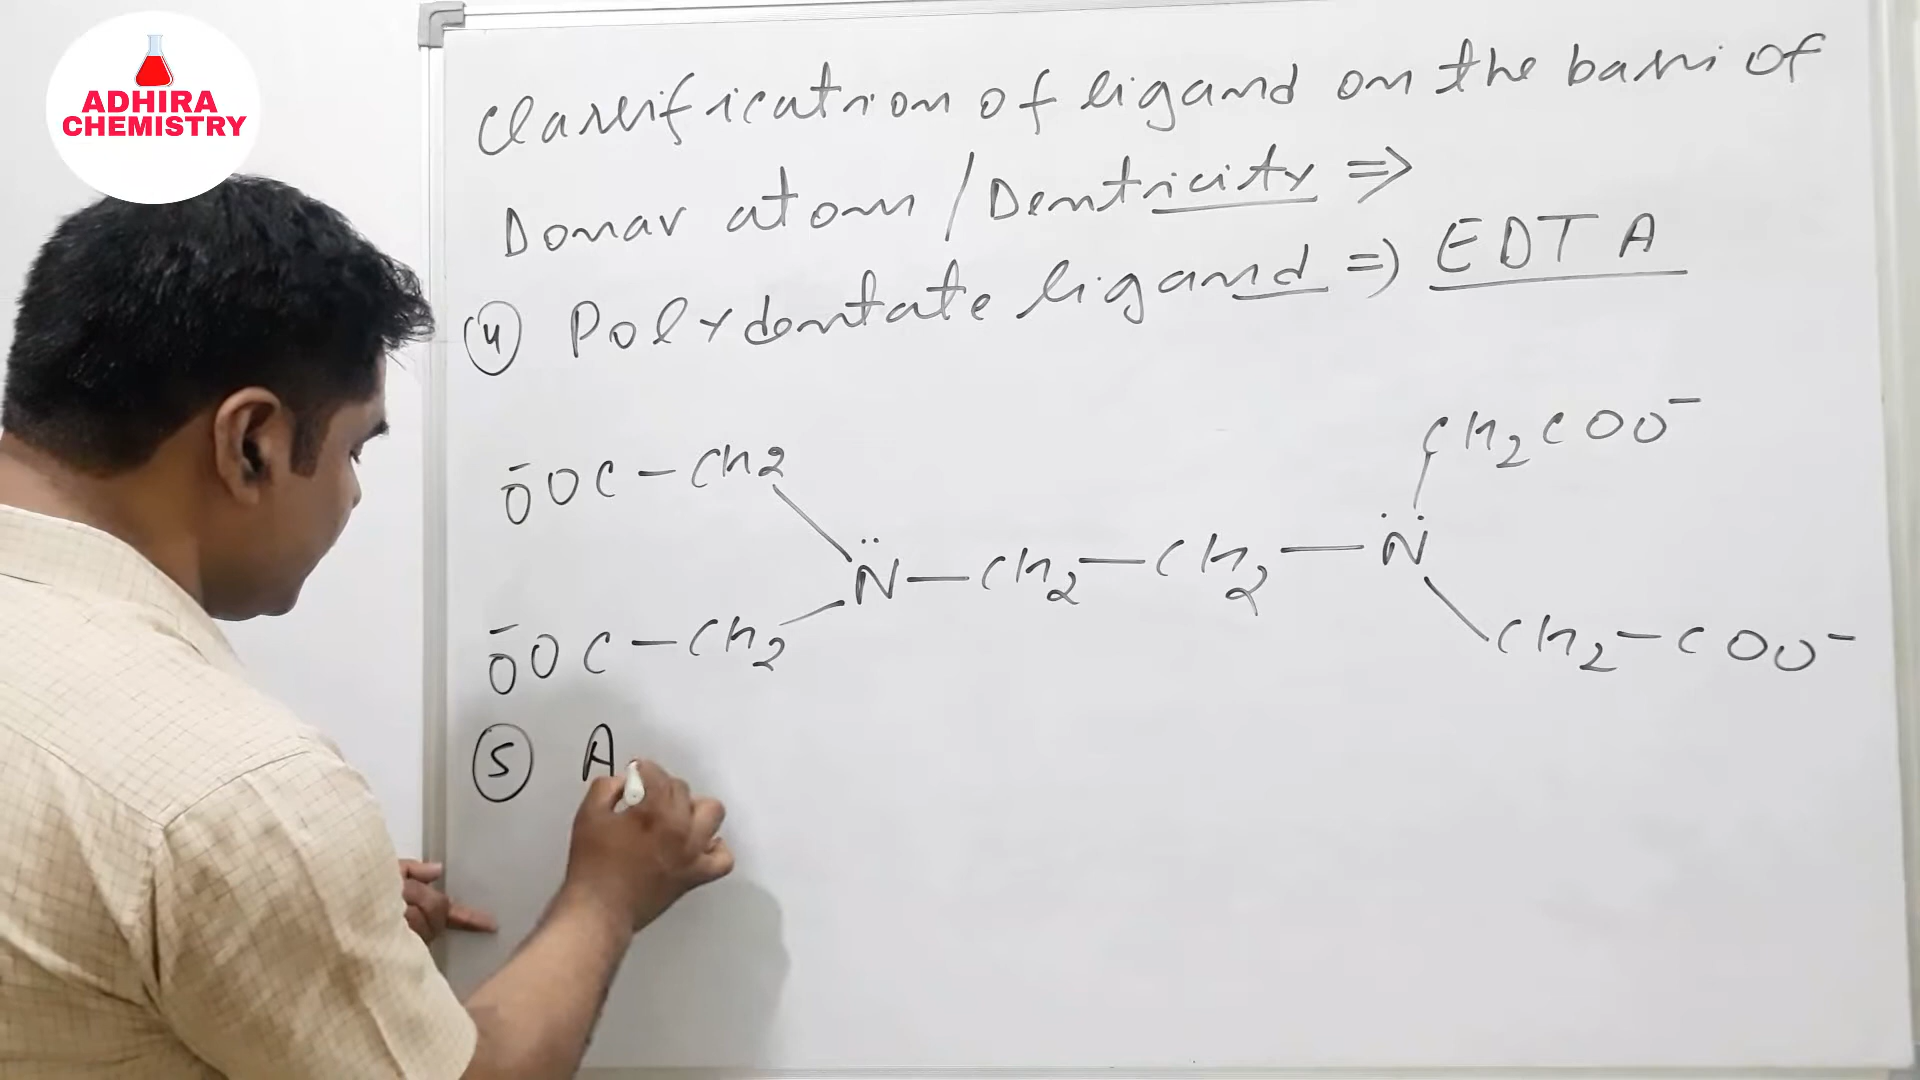 ADHIRA
CHEMISTRY
Classification of ligand on the basis of
Donar atom / Dentricity ⇒
④ Polydentate ligand ⇒ EDTA
⁻OOC - CH2
CH₂COO⁻
N̈ - CH₂ - CH₂ - N̈
⁻OOC - CH₂
CH₂ - COO⁻
⑤ A